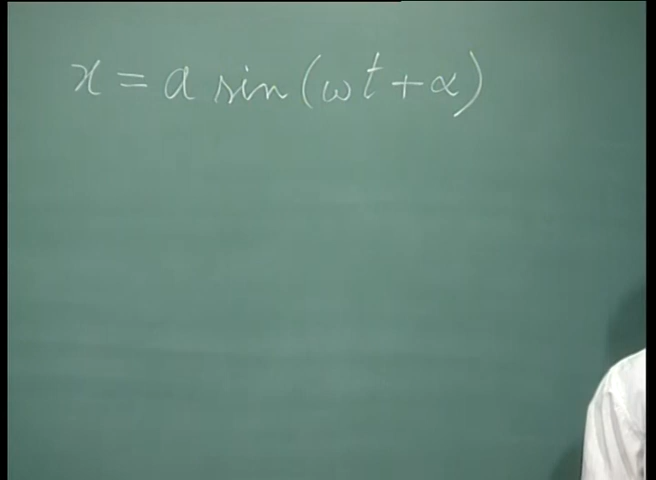 x = a sin(ωt + α)